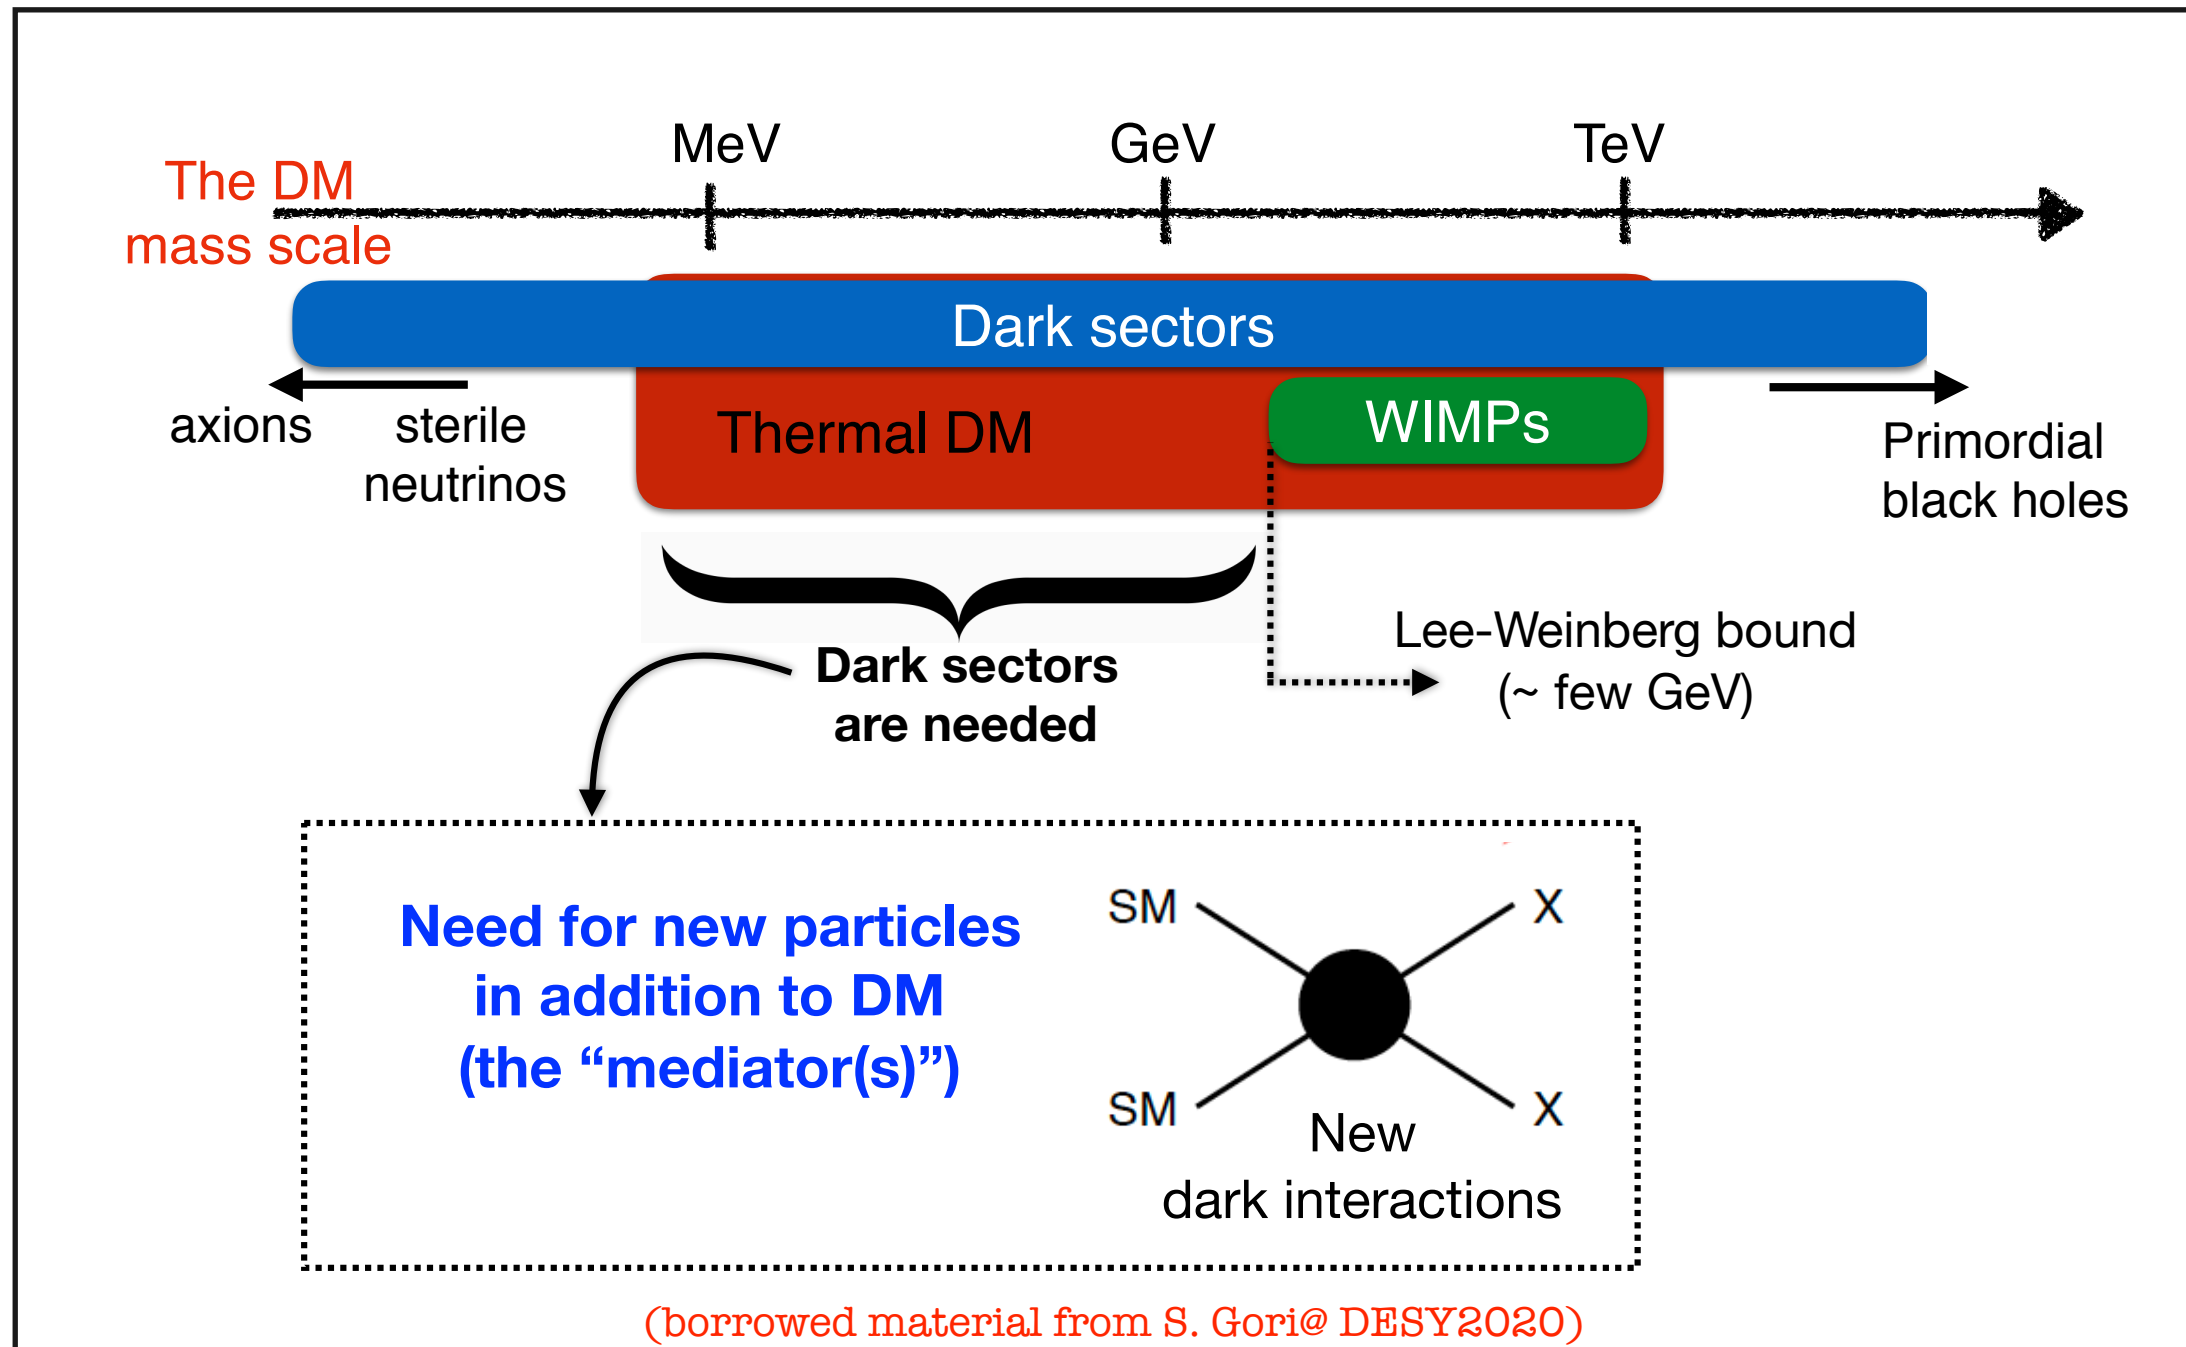 MeV
GeV
TeV
The DM
mass scale
Dark sectors
axions
sterile
neutrinos
Thermal DM
WIMPs
Primordial
black holes
Lee-Weinberg bound
(~ few GeV)
Dark sectors
are needed
Need for new particles
in addition to DM
(the “mediator(s)”)
SM
X
SM
X
New
dark interactions
(borrowed material from S. Gori@ DESY2020)